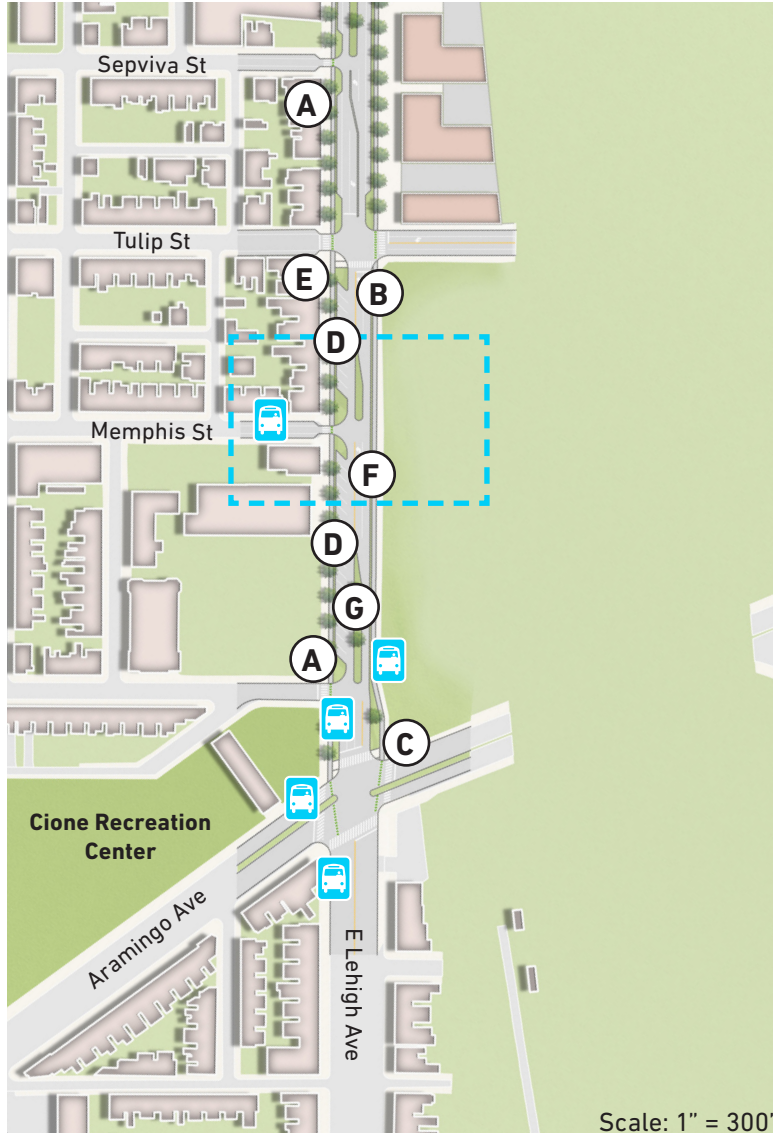 Sepviva St
A
Tulip St
E
B
D
Memphis St
F
D
G
A
C
Cione Recreation
Center
Aramingo Ave
E Lehigh Ave
Scale: 1” = 300’